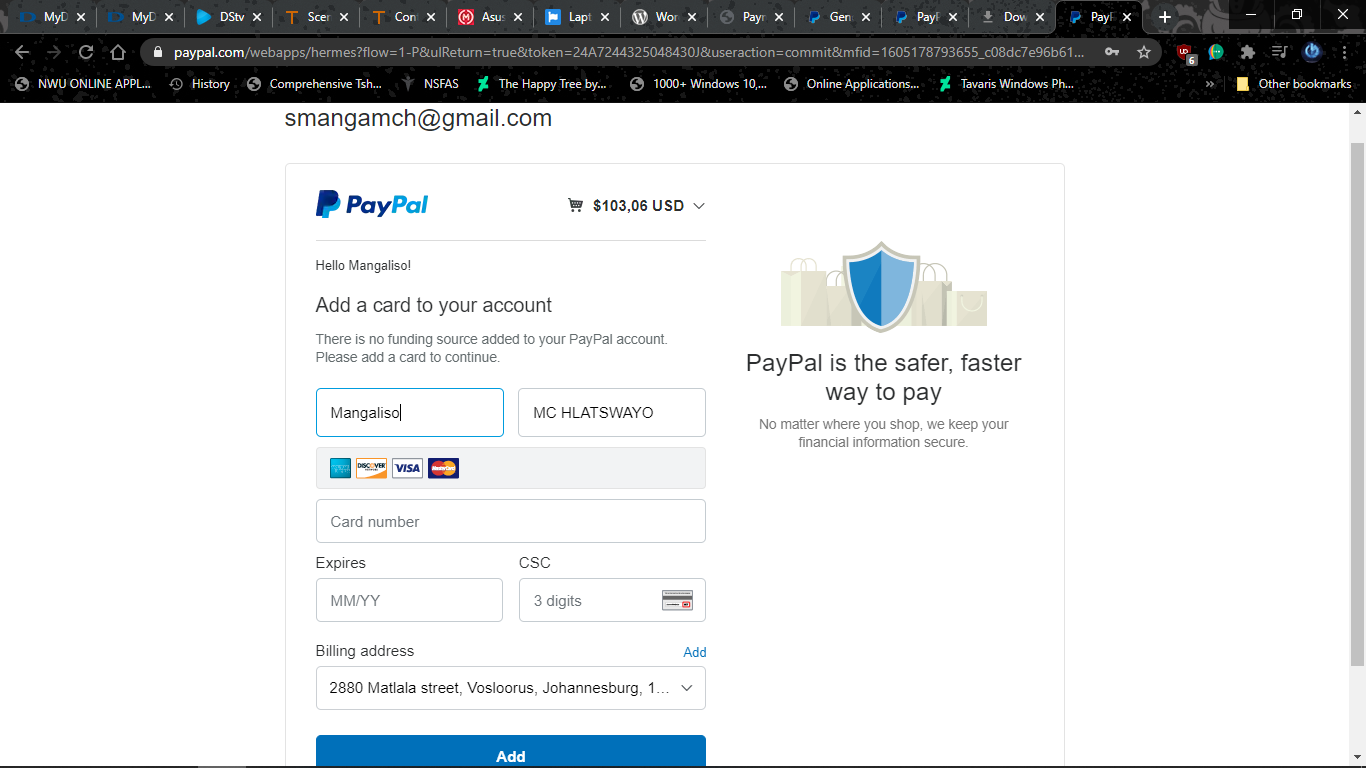 MyD
MyD
DStv
Scer
Con
Asus
Lapt
Wor
Payn
Gen
PayP
Dow
PayP
paypal.com/webapps/hermes?flow=1-P&ulReturn=true&token=24A7244325048430J&useraction=commit&mfid=1605178793655_c08dc7e96b61...
6
NWU ONLINE APPL...
History
Comprehensive Tsh...
NSFAS
The Happy Tree by...
1000+ Windows 10,...
Online Applications...
Tavaris Windows Ph...
»
Other bookmarks
smangamch@gmail.com
PayPal
$103,06 USD
Hello Mangaliso!
Add a card to your account
There is no funding source added to your PayPal account.
Please add a card to continue.
Mangaliso
MC HLATSWAYO
DISCOVER
VISA
MasterCard
Card number
Expires
CSC
MM/YY
3 digits
Billing address
Add
2880 Matlala street, Vosloorus, Johannesburg, 1...
Add
PayPal is the safer, faster
way to pay
No matter where you shop, we keep your
financial information secure.